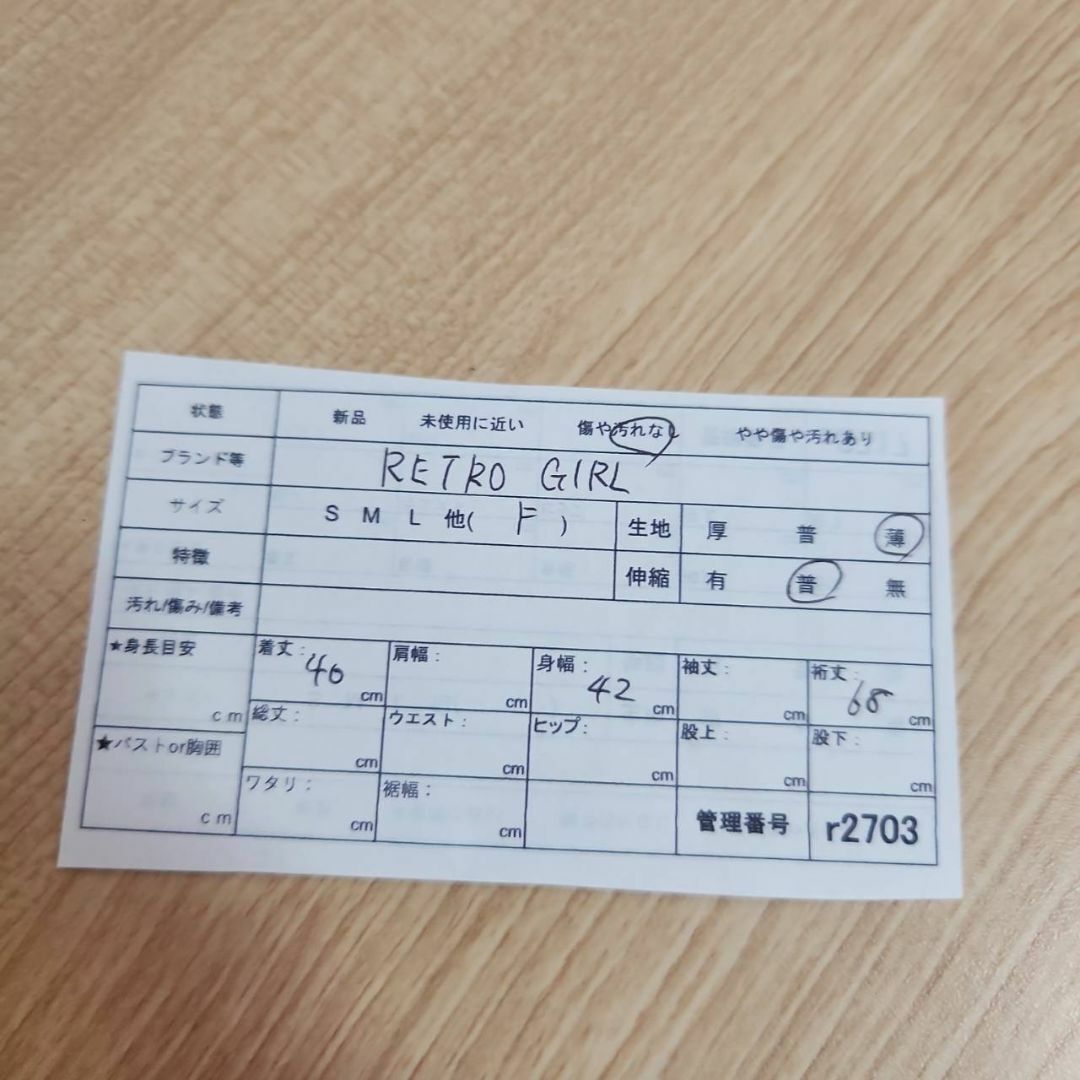 状態 新品 未使用に近い 傷や汚れなし やや傷や汚れあり
ブランド等 RETRO GIRL
サイズ S M L 他( F ) 生地 厚 普 薄
特徴 伸縮 有 普 無
汚れ/傷み/備考
★身長目安 cm 着丈: 40 cm 肩幅: cm 身幅: 42 cm 袖丈: cm 裄丈: 68 cm
総丈: cm ウエスト: cm ヒップ: cm 股上: cm 股下: cm
★バストor胸囲 cm ワタリ: cm 裾幅: cm 管理番号 r2703